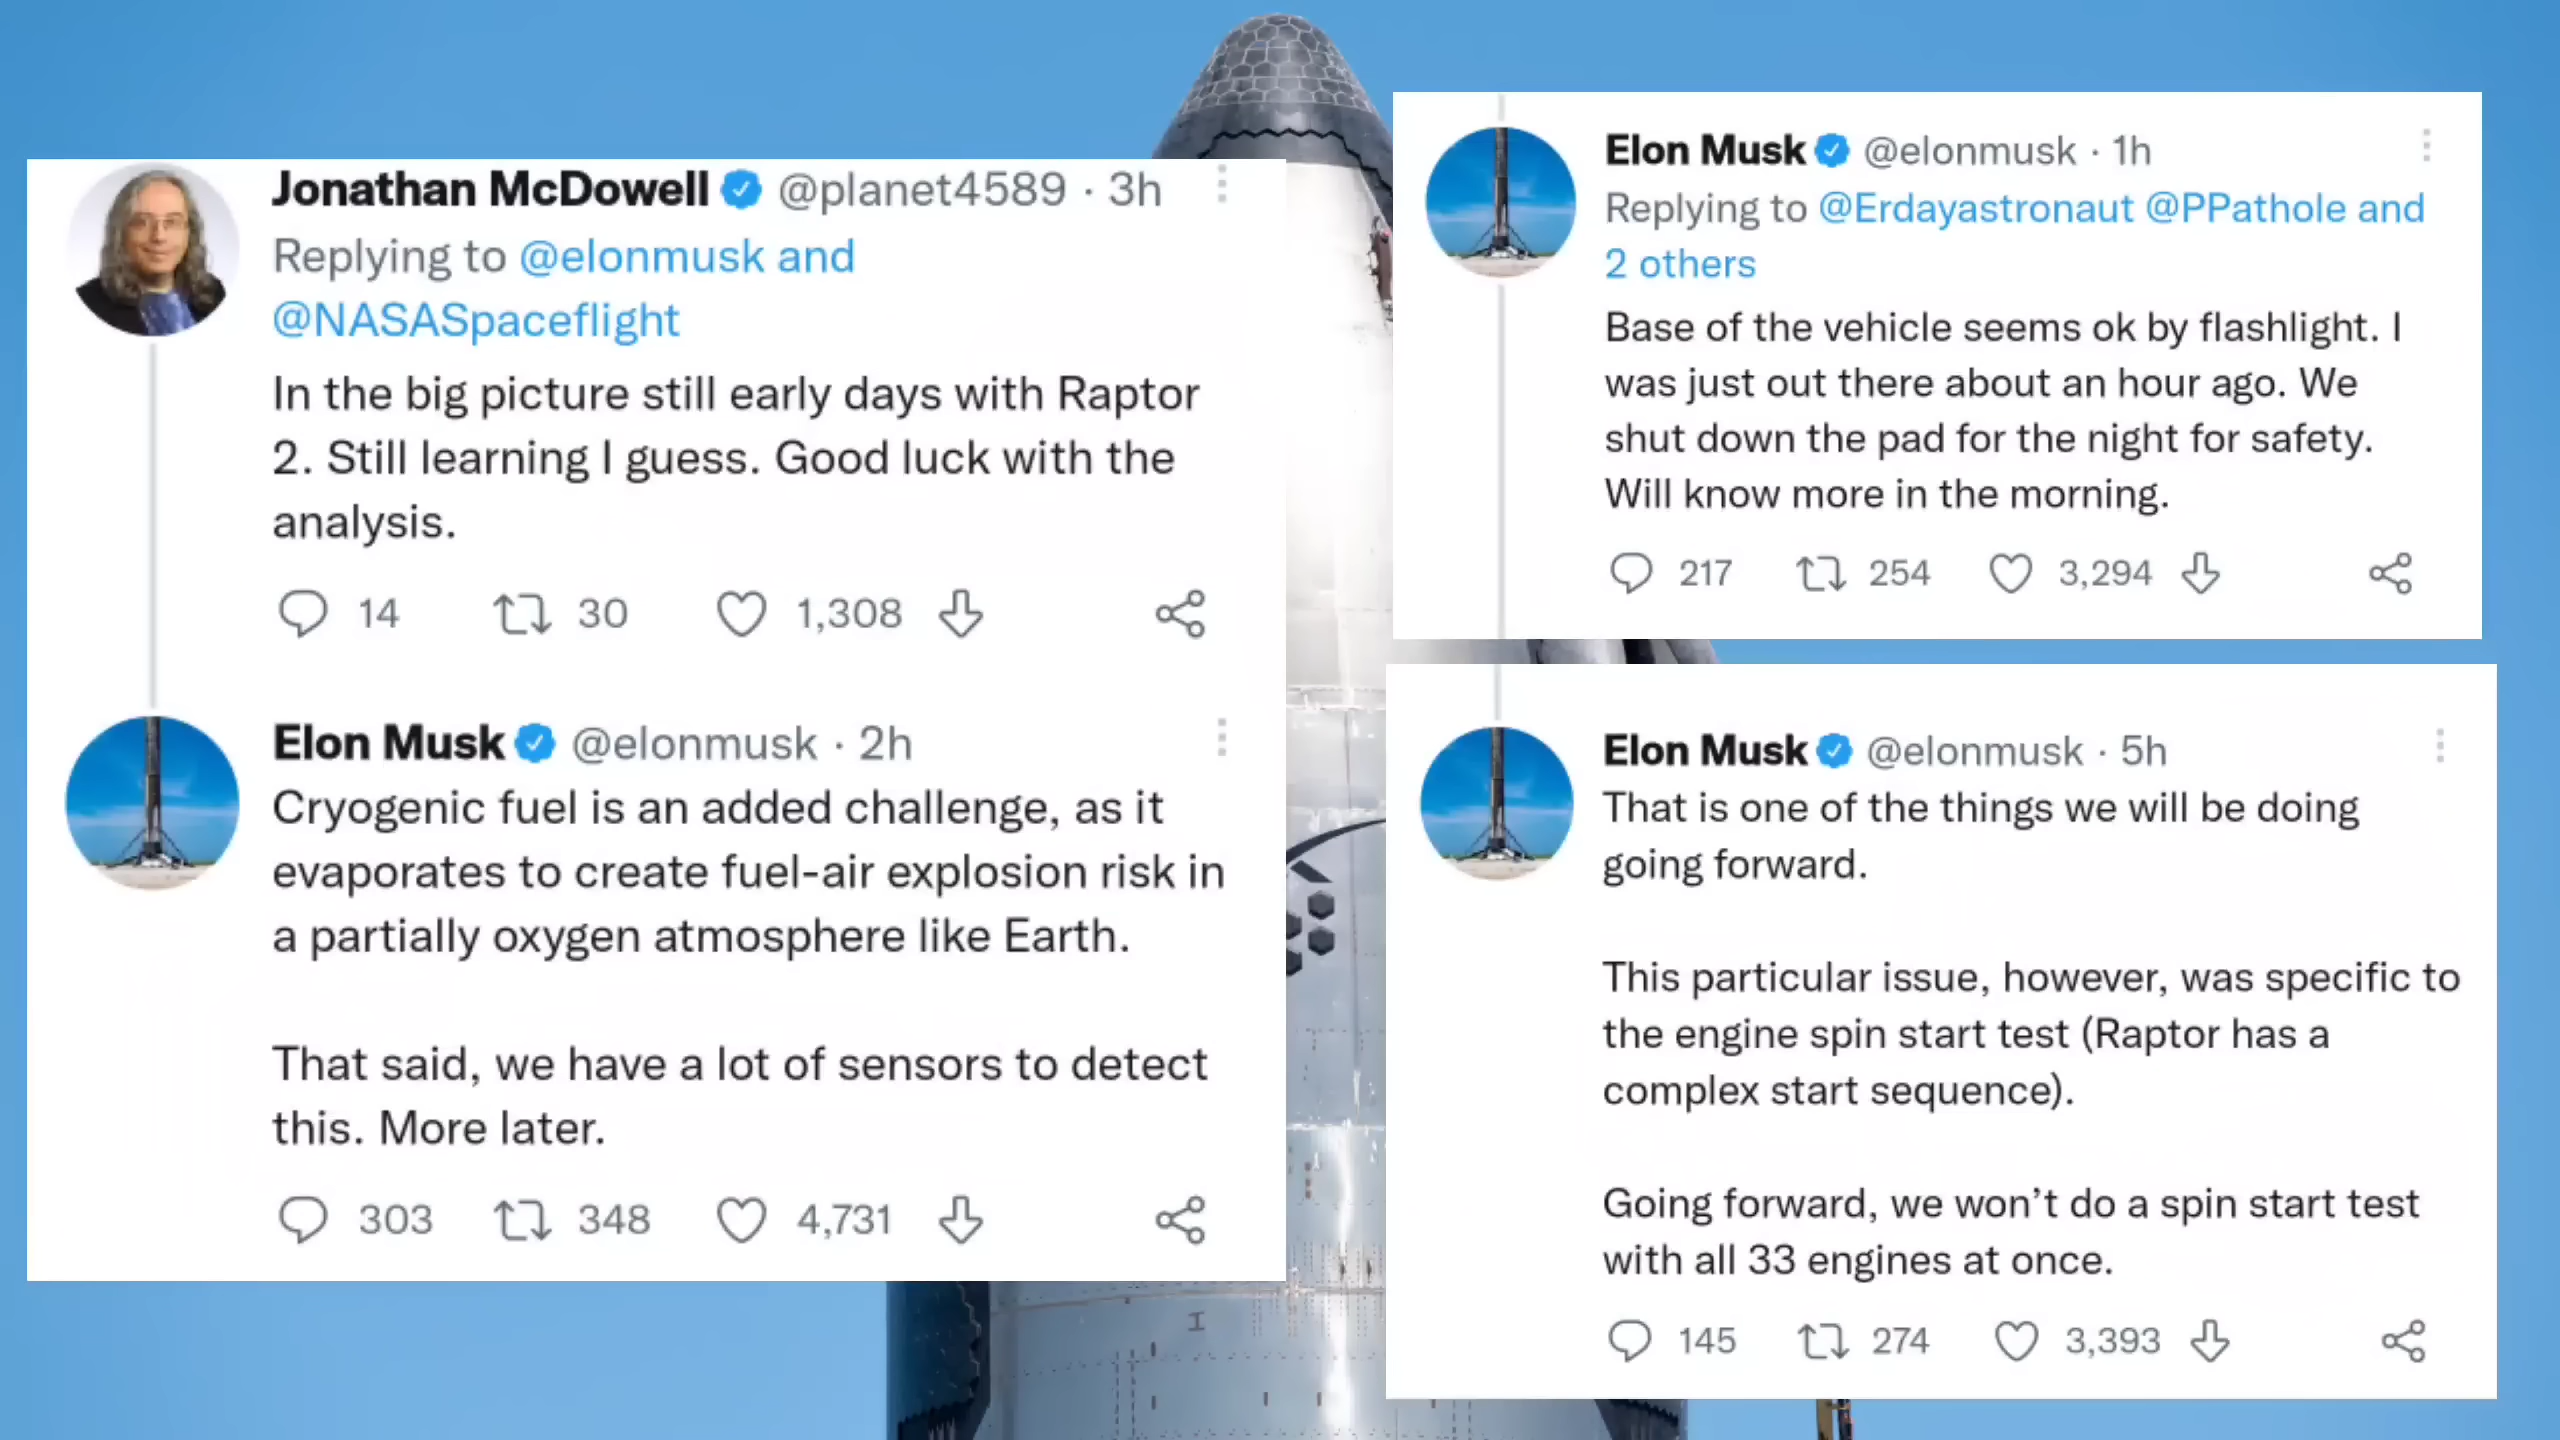 Jonathan McDowell @planet4589 · 3h
Replying to @elonmusk and
@NASASpaceflight
In the big picture still early days with Raptor
2. Still learning I guess. Good luck with the
analysis.
14 30 1,308
Elon Musk @elonmusk · 2h
Cryogenic fuel is an added challenge, as it
evaporates to create fuel-air explosion risk in
a partially oxygen atmosphere like Earth.
That said, we have a lot of sensors to detect
this. More later.
303 348 4,731
Elon Musk @elonmusk · 1h
Replying to @Erdayastronaut @PPathole and
2 others
Base of the vehicle seems ok by flashlight. I
was just out there about an hour ago. We
shut down the pad for the night for safety.
Will know more in the morning.
217 254 3,294
Elon Musk @elonmusk · 5h
That is one of the things we will be doing
going forward.
This particular issue, however, was specific to
the engine spin start test (Raptor has a
complex start sequence).
Going forward, we won't do a spin start test
with all 33 engines at once.
145 274 3,393